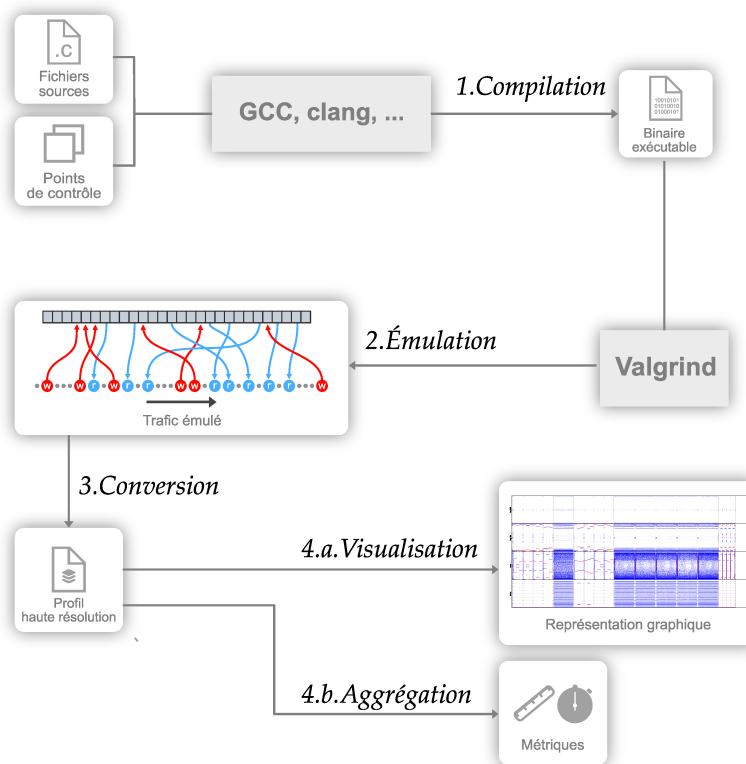 .C
Fichiers
sources
Points
de contrôle
GCC, clang, ...
1.Compilation
10010101
01010010
01000101
Binaire
exécutable
2.Émulation
Valgrind
w w w r r r w w r r r r r r w
Trafic émulé
3.Conversion
Profil
haute résolution
4.a.Visualisation
Représentation graphique
4.b.Aggrégation
Métriques